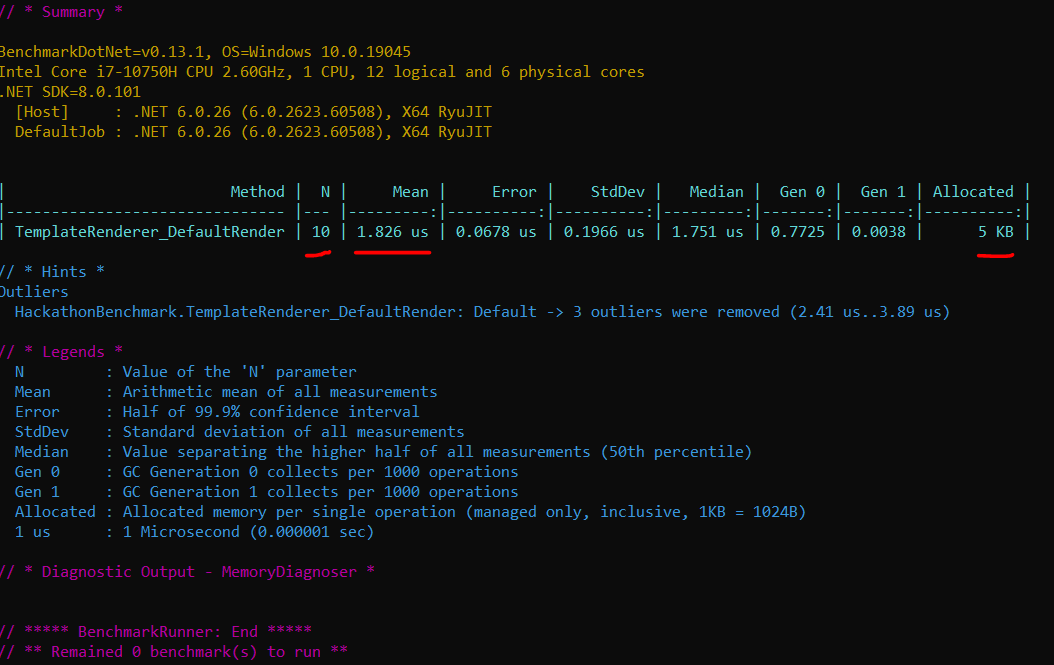 // * Summary *
BenchmarkDotNet=v0.13.1, OS=Windows 10.0.19045
Intel Core i7-10750H CPU 2.60GHz, 1 CPU, 12 logical and 6 physical cores
.NET SDK=8.0.101
  [Host]     : .NET 6.0.26 (6.0.2623.60508), X64 RyuJIT
  DefaultJob : .NET 6.0.26 (6.0.2623.60508), X64 RyuJIT
|                         Method |  N |     Mean |     Error |    StdDev |   Median |  Gen 0 |  Gen 1 | Allocated |
|------------------------------- |--- |---------:|----------:|----------:|---------:|-------:|-------:|----------:|
| TemplateRenderer_DefaultRender | 10 | 1.826 us | 0.0678 us | 0.1966 us | 1.751 us | 0.7725 | 0.0038 |      5 KB |
// * Hints *
Outliers
  HackathonBenchmark.TemplateRenderer_DefaultRender: Default -> 3 outliers were removed (2.41 us..3.89 us)
// * Legends *
  N         : Value of the 'N' parameter
  Mean      : Arithmetic mean of all measurements
  Error     : Half of 99.9% confidence interval
  StdDev    : Standard deviation of all measurements
  Median    : Value separating the higher half of all measurements (50th percentile)
  Gen 0     : GC Generation 0 collects per 1000 operations
  Gen 1     : GC Generation 1 collects per 1000 operations
  Allocated : Allocated memory per single operation (managed only, inclusive, 1KB = 1024B)
  1 us      : 1 Microsecond (0.000001 sec)
// * Diagnostic Output - MemoryDiagnoser *
// ***** BenchmarkRunner: End *****
// ** Remained 0 benchmark(s) to run **